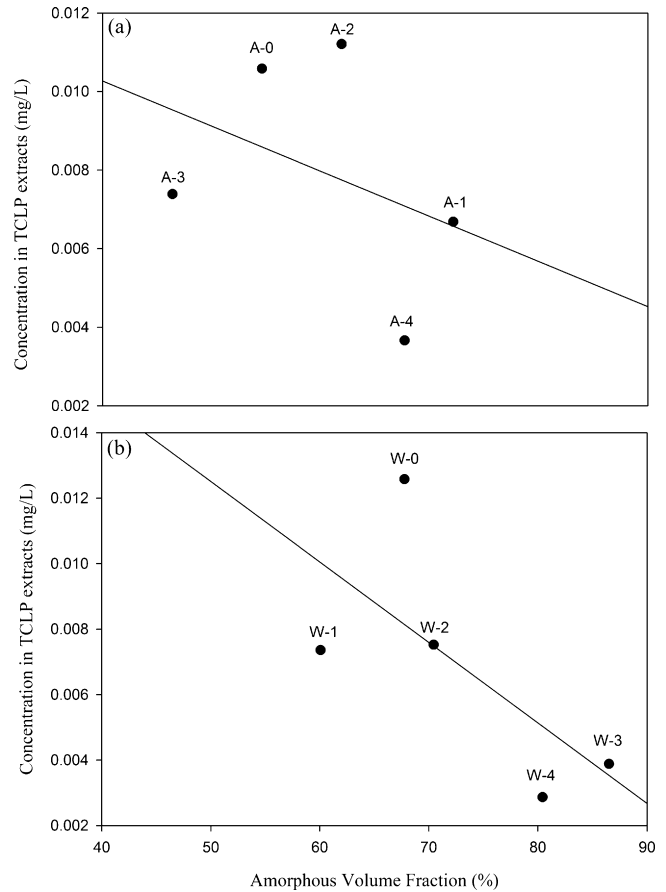 (a)
0.012
0.010
0.008
0.006
0.004
0.002
Concentration in TCLP extracts (mg/L)
A-0
A-2
A-3
A-1
A-4
(b)
0.014
0.012
0.010
0.008
0.006
0.004
0.002
Concentration in TCLP extracts (mg/L)
W-0
W-1
W-2
W-3
W-4
40 50 60 70 80 90
Amorphous Volume Fraction (%)